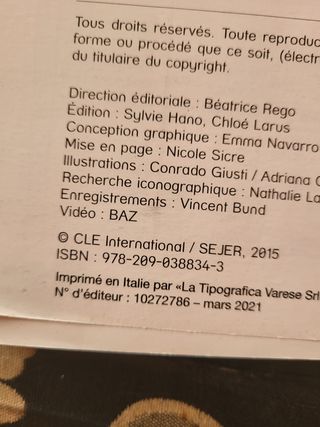 Tous droits réservés. Toute reproduc
forme ou procédé que ce soit, (électr
du titulaire du copyright.
Direction éditoriale : Béatrice Rego
Édition : Sylvie Hano, Chloé Larus
Conception graphique : Emma Navarro
Mise en page : Nicole Sicre
Illustrations : Conrado Giusti / Adriana C
Recherche iconographique : Nathalie La
Enregistrements : Vincent Bund
Vidéo : BAZ
© CLE International / SEJER, 2015
ISBN : 978-209-038834-3
Imprimé en Italie par «La Tipografica Varese Srl
N° d'éditeur : 10272786 – mars 2021